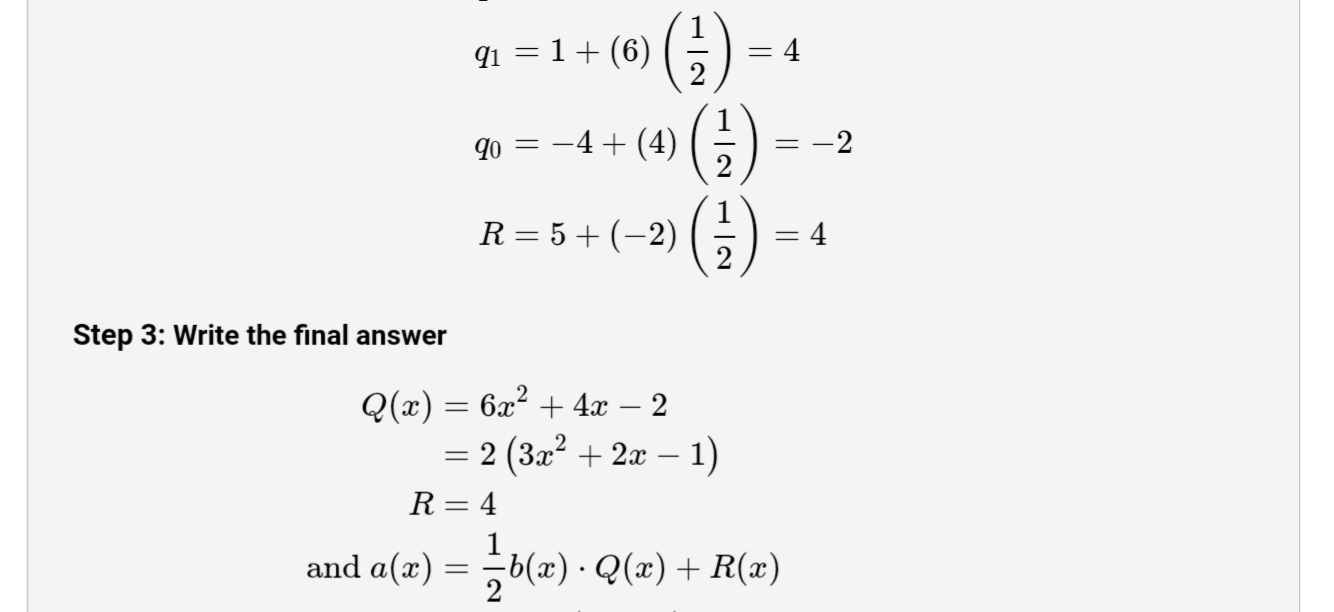 q₁ = 1 + (6) (1/2) = 4
q₀ = −4 + (4) (1/2) = −2
R = 5 + (−2) (1/2) = 4
Step 3: Write the final answer
Q(x) = 6x² + 4x − 2
= 2 (3x² + 2x − 1)
R = 4
and a(x) = 1/2 b(x) · Q(x) + R(x)